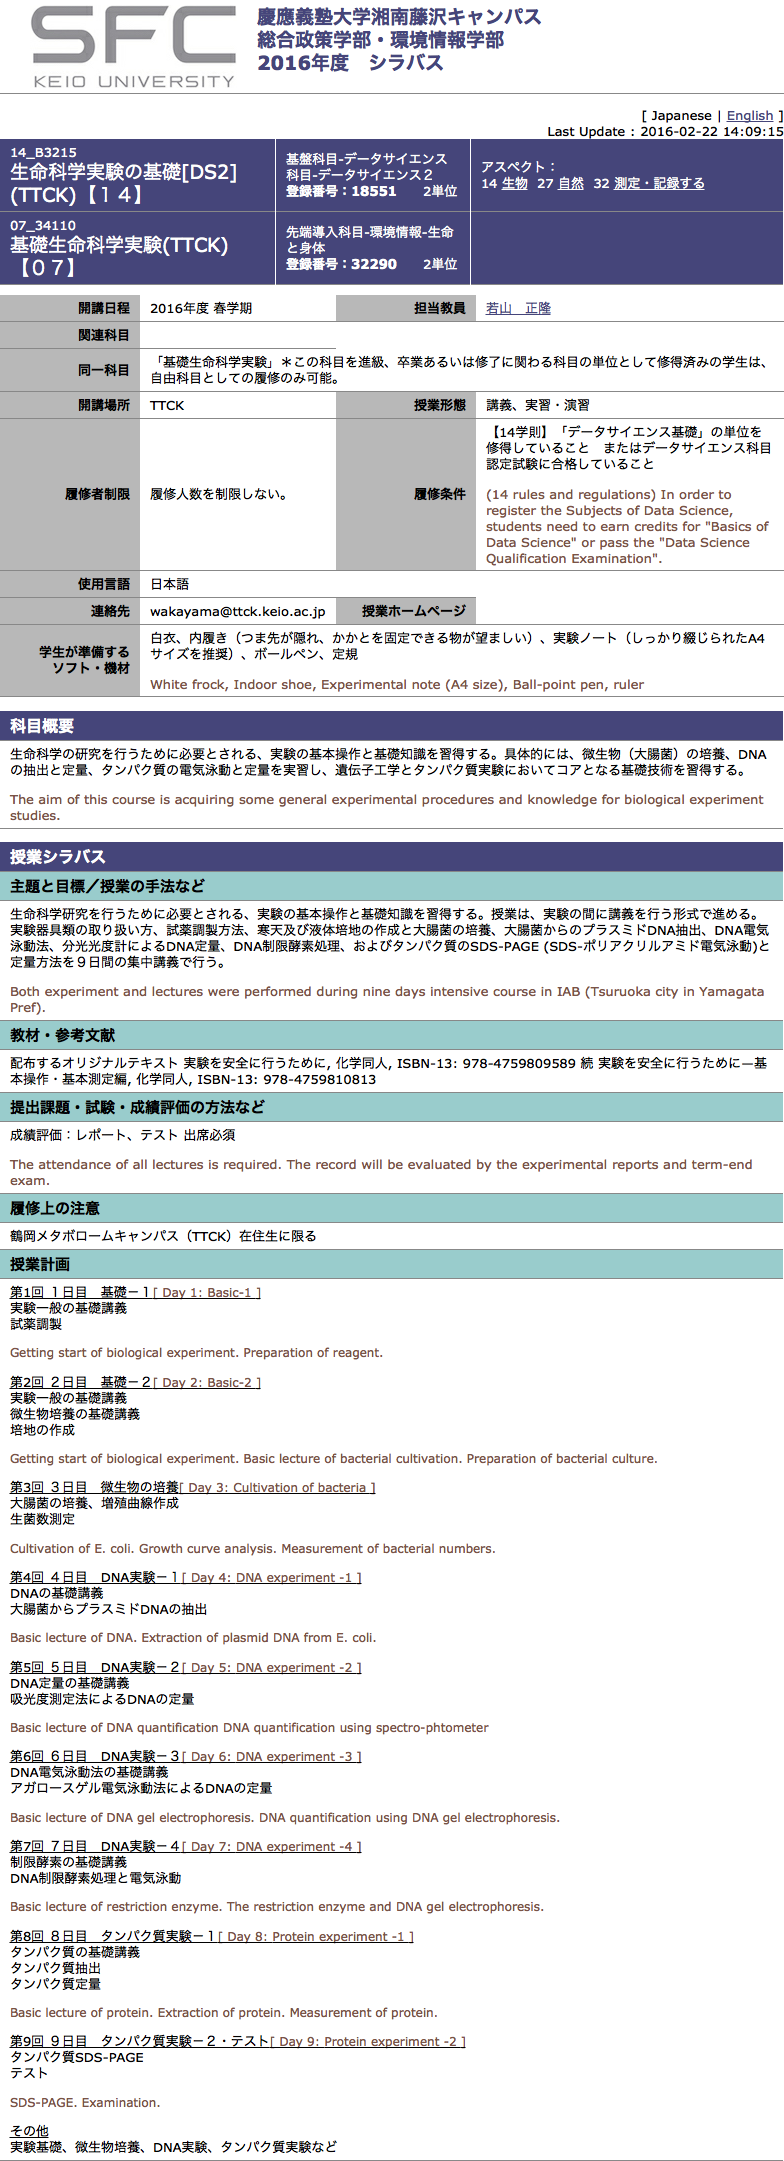 SFC
KEIO UNIVERSITY
慶應義塾大学湘南藤沢キャンパス
総合政策学部・環境情報学部
2016年度　シラバス
[ Japanese | English ]
Last Update : 2016-02-22 14:09:15
14_B3215
生命科学実験の基礎[DS2]
(TTCK)【１４】
基盤科目-データサイエンス
科目-データサイエンス２
登録番号：18551　　2単位
アスペクト：
14 生物　27 自然　32 測定・記録する
07_34110
基礎生命科学実験(TTCK)
【０７】
先端導入科目-環境情報-生命
と身体
登録番号：32290　　2単位
開講日程 2016年度 春学期 担当教員 若山　正隆
関連科目
同一科目 「基礎生命科学実験」＊この科目を進級、卒業あるいは修了に関わる科目の単位として修得済みの学生は、
自由科目としての履修のみ可能。
開講場所 TTCK 授業形態 講義、実習・演習
履修者制限 履修人数を制限しない。
履修条件
【14学則】「データサイエンス基礎」の単位を
修得していること　またはデータサイエンス科目
認定試験に合格していること
(14 rules and regulations) In order to
register the Subjects of Data Science,
students need to earn credits for "Basics of
Data Science" or pass the "Data Science
Qualification Examination".
使用言語 日本語
連絡先 wakayama@ttck.keio.ac.jp 授業ホームページ
学生が準備する
ソフト・機材
白衣、内履き（つま先が隠れ、かかとを固定できる物が望ましい）、実験ノート（しっかり綴じられたA4
サイズを推奨）、ボールペン、定規
White frock, Indoor shoe, Experimental note (A4 size), Ball-point pen, ruler
科目概要
生命科学の研究を行うために必要とされる、実験の基本操作と基礎知識を習得する。具体的には、微生物（大腸菌）の培養、DNA
の抽出と定量、タンパク質の電気泳動と定量を実習し、遺伝子工学とタンパク質実験においてコアとなる基礎技術を習得する。
The aim of this course is acquiring some general experimental procedures and knowledge for biological experiment
studies.
授業シラバス
主題と目標／授業の手法など
生命科学研究を行うために必要とされる、実験の基本操作と基礎知識を習得する。授業は、実験の間に講義を行う形式で進める。
実験器具類の取り扱い方、試薬調製方法、寒天及び液体培地の作成と大腸菌の培養、大腸菌からのプラスミドDNA抽出、DNA電気
泳動法、分光光度計によるDNA定量、DNA制限酵素処理、およびタンパク質のSDS-PAGE (SDS-ポリアクリルアミド電気泳動)と
定量方法を９日間の集中講義で行う。
Both experiment and lectures were performed during nine days intensive course in IAB (Tsuruoka city in Yamagata
Pref).
教材・参考文献
配布するオリジナルテキスト 実験を安全に行うために, 化学同人, ISBN-13: 978-4759809589 続 実験を安全に行うために―基
本操作・基本測定編, 化学同人, ISBN-13: 978-4759810813
提出課題・試験・成績評価の方法など
成績評価：レポート、テスト 出席必須
The attendance of all lectures is required. The record will be evaluated by the experimental reports and term-end
exam.
履修上の注意
鶴岡メタボロームキャンパス（TTCK）在住生に限る
授業計画
第1回 １日目　基礎－１[ Day 1: Basic-1 ]
実験一般の基礎講義
試薬調製
Getting start of biological experiment. Preparation of reagent.
第2回 ２日目　基礎－２[ Day 2: Basic-2 ]
実験一般の基礎講義
微生物培養の基礎講義
培地の作成
Getting start of biological experiment. Basic lecture of bacterial cultivation. Preparation of bacterial culture.
第3回 ３日目　微生物の培養[ Day 3: Cultivation of bacteria ]
大腸菌の培養、増殖曲線作成
生菌数測定
Cultivation of E. coli. Growth curve analysis. Measurement of bacterial numbers.
第4回 ４日目　DNA実験－１[ Day 4: DNA experiment -1 ]
DNAの基礎講義
大腸菌からプラスミドDNAの抽出
Basic lecture of DNA. Extraction of plasmid DNA from E. coli.
第5回 ５日目　DNA実験－２[ Day 5: DNA experiment -2 ]
DNA定量の基礎講義
吸光度測定法によるDNAの定量
Basic lecture of DNA quantification DNA quantification using spectro-phtometer
第6回 ６日目　DNA実験－３[ Day 6: DNA experiment -3 ]
DNA電気泳動法の基礎講義
アガロースゲル電気泳動法によるDNAの定量
Basic lecture of DNA gel electrophoresis. DNA quantification using DNA gel electrophoresis.
第7回 ７日目　DNA実験－４[ Day 7: DNA experiment -4 ]
制限酵素の基礎講義
DNA制限酵素処理と電気泳動
Basic lecture of restriction enzyme. The restriction enzyme and DNA gel electrophoresis.
第8回 ８日目　タンパク質実験－１[ Day 8: Protein experiment -1 ]
タンパク質の基礎講義
タンパク質抽出
タンパク質定量
Basic lecture of protein. Extraction of protein. Measurement of protein.
第9回 ９日目　タンパク質実験－２・テスト[ Day 9: Protein experiment -2 ]
タンパク質SDS-PAGE
テスト
SDS-PAGE. Examination.
その他
実験基礎、微生物培養、DNA実験、タンパク質実験など